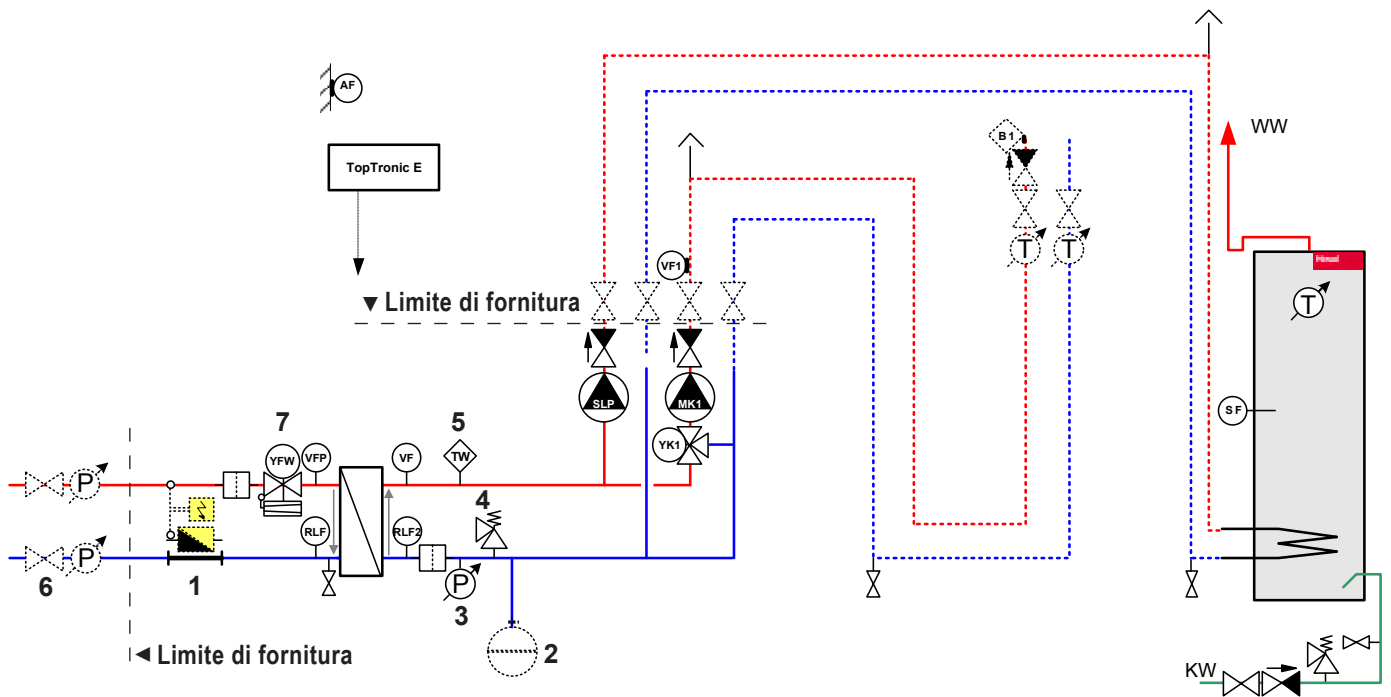 WW
AF
B1
TopTronic E
T
T
VF1
▼ Limite di fornitura
T
SLP
MK1
SF
7
5
YK1
YFW
VFP
VF
TW
P
4
RLF
RLF2
P
P
6
1
3
2
◄ Limite di fornitura
KW